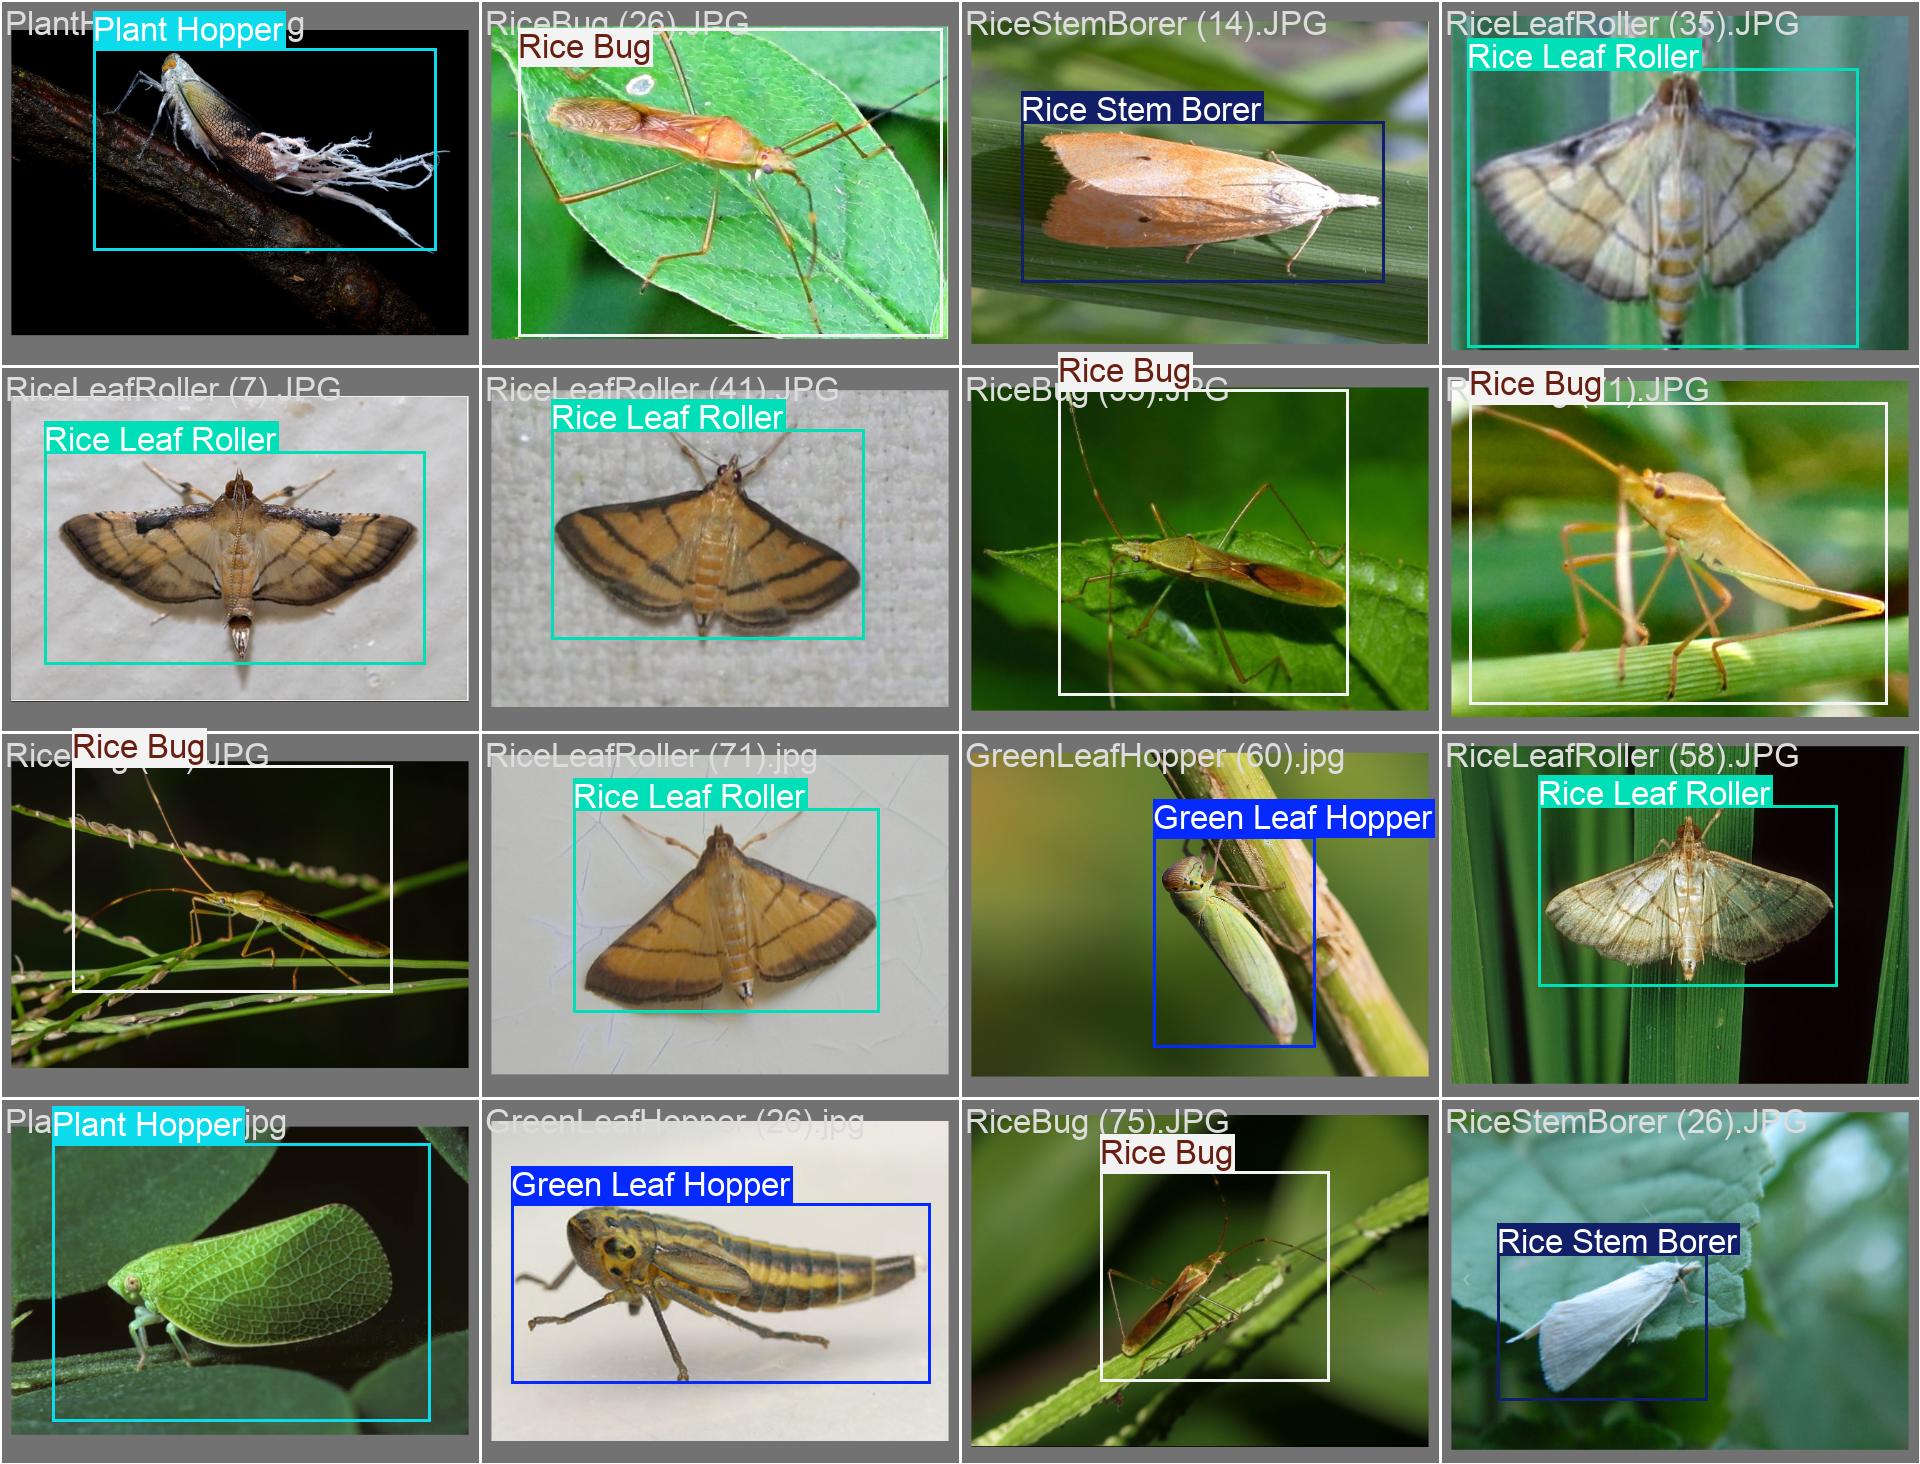 Plant Hopper
RiceBug (26).JPG
Rice Bug
RiceStemBorer (14).JPG
Rice Stem Borer
RiceLeafRoller (35).JPG
Rice Leaf Roller
RiceLeafRoller (7).JPG
Rice Leaf Roller
RiceLeafRoller (41).JPG
Rice Leaf Roller
Rice Bug
Rice Bug
Rice Bug
RiceLeafRoller (71).jpg
Rice Leaf Roller
GreenLeafHopper (60).jpg
Green Leaf Hopper
RiceLeafRoller (58).JPG
Rice Leaf Roller
Plant Hopper
GreenLeafHopper (26).jpg
Green Leaf Hopper
RiceBug (75).JPG
Rice Bug
RiceStemBorer (26).JPG
Rice Stem Borer